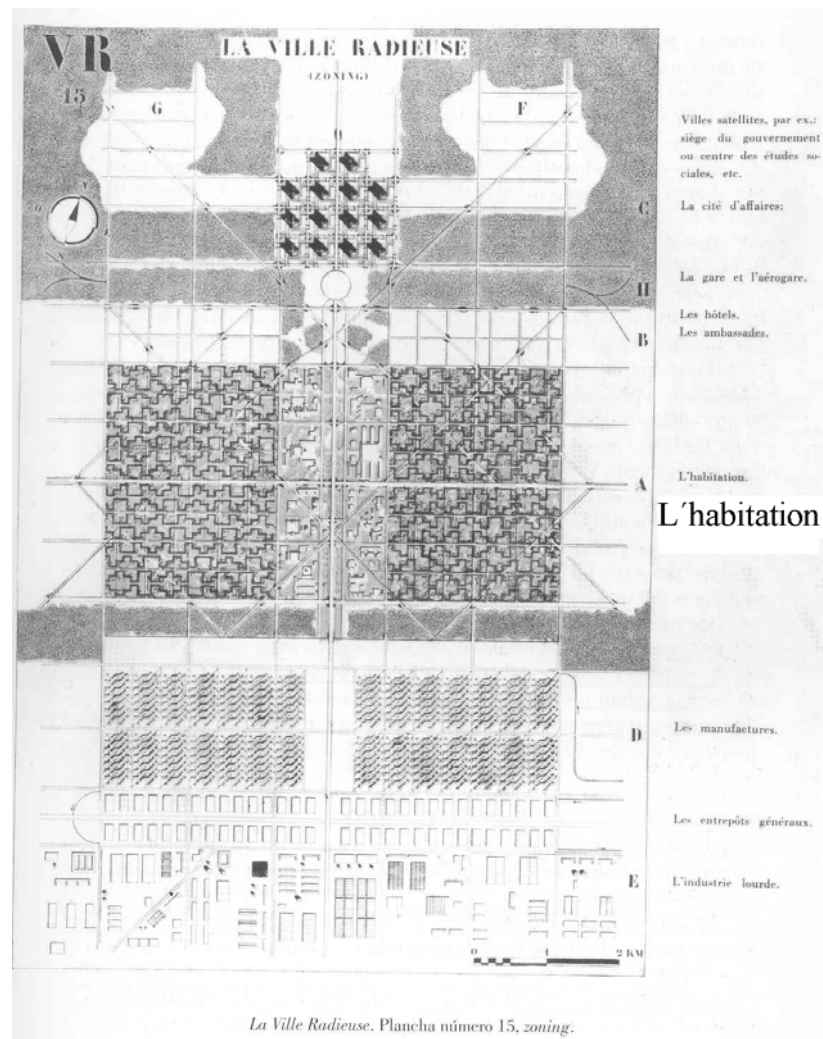 VR
15
LA VILLE RADIEUSE
(ZONING)
G
F
Villes satellites, par ex.:
siège du gouvernement
ou centre des études so-
ciales, etc.
C
La cité d'affaires:
H
La gare et l'aérogare.
Les hôtels.
B
Les ambassades.
A
L'habitation.
L´habitation
D
Les manufactures.
Les entrepôts généraux.
E
L'industrie lourde.
0
1
2 KM
La Ville Radieuse. Plancha número 15, zoning.